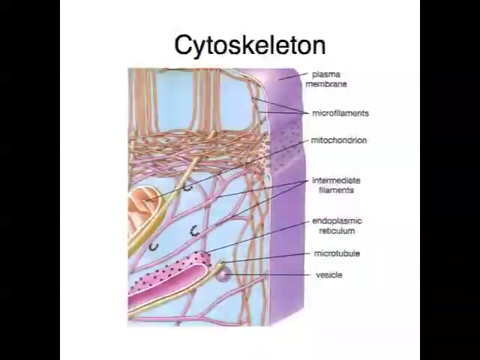 Cytoskeleton
plasma
membrane
microfilaments
mitochondrion
intermediate
filaments
endoplasmic
reticulum
microtubule
vesicle